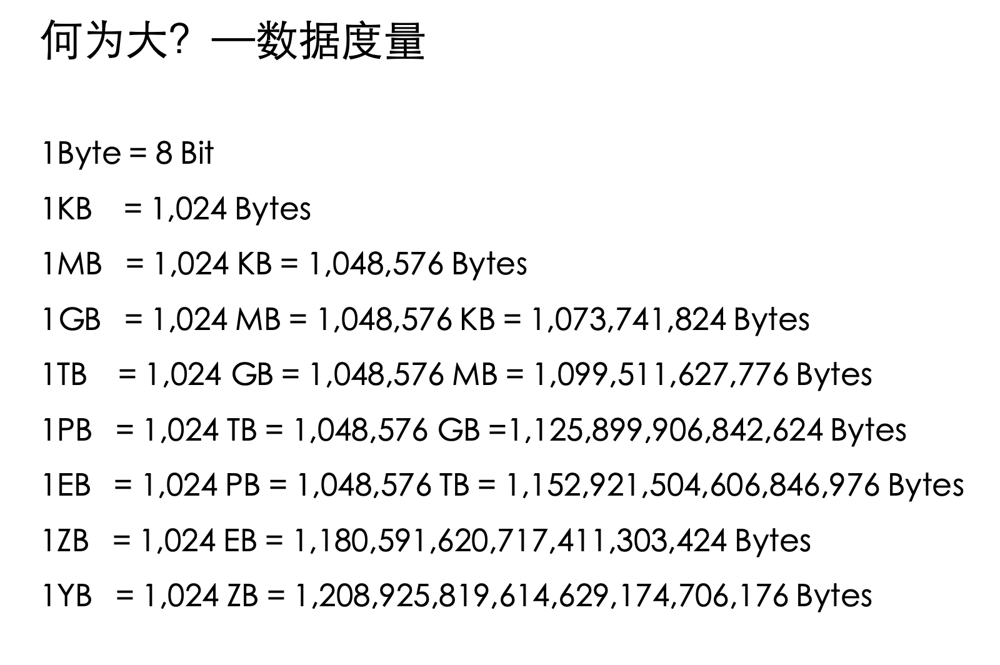 何为大？—数据度量
1Byte = 8 Bit
1KB = 1,024 Bytes
1MB = 1,024 KB = 1,048,576 Bytes
1GB = 1,024 MB = 1,048,576 KB = 1,073,741,824 Bytes
1TB = 1,024 GB = 1,048,576 MB = 1,099,511,627,776 Bytes
1PB = 1,024 TB = 1,048,576 GB =1,125,899,906,842,624 Bytes
1EB = 1,024 PB = 1,048,576 TB = 1,152,921,504,606,846,976 Bytes
1ZB = 1,024 EB = 1,180,591,620,717,411,303,424 Bytes
1YB = 1,024 ZB = 1,208,925,819,614,629,174,706,176 Bytes